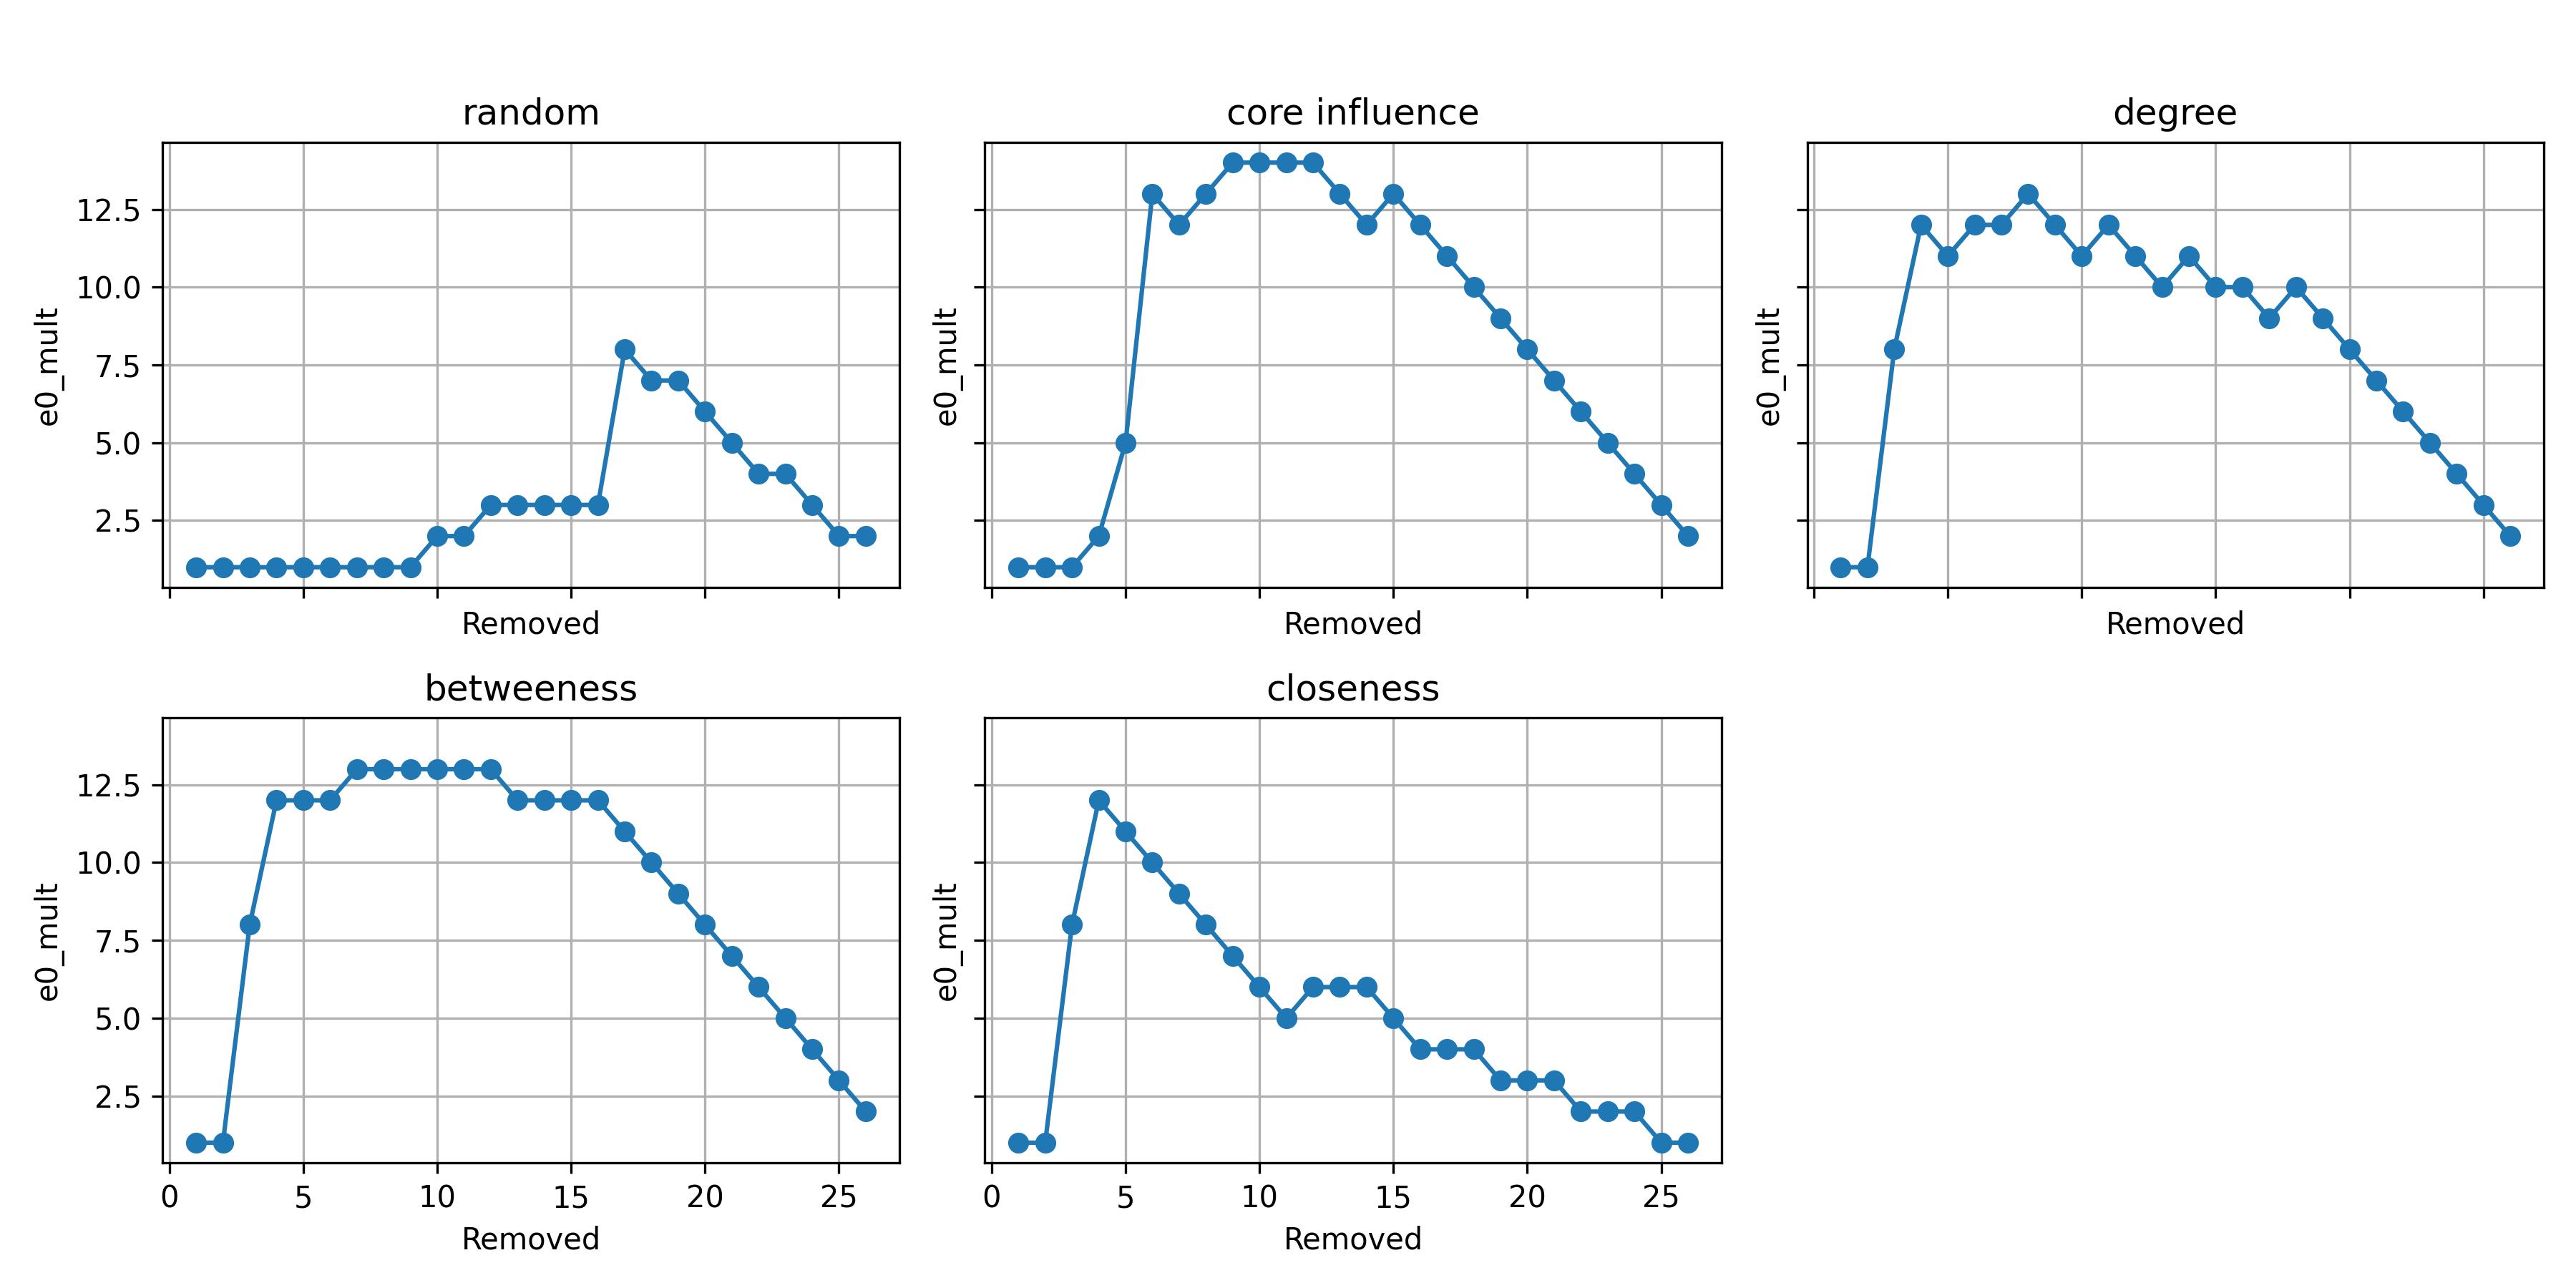 random
core influence
degree
12.5
10.0
7.5
5.0
2.5
e0_mult
e0_mult
e0_mult
Removed
Removed
Removed
betweeness
closeness
12.5
10.0
7.5
5.0
2.5
e0_mult
e0_mult
0 5 10 15 20 25
0 5 10 15 20 25
Removed
Removed